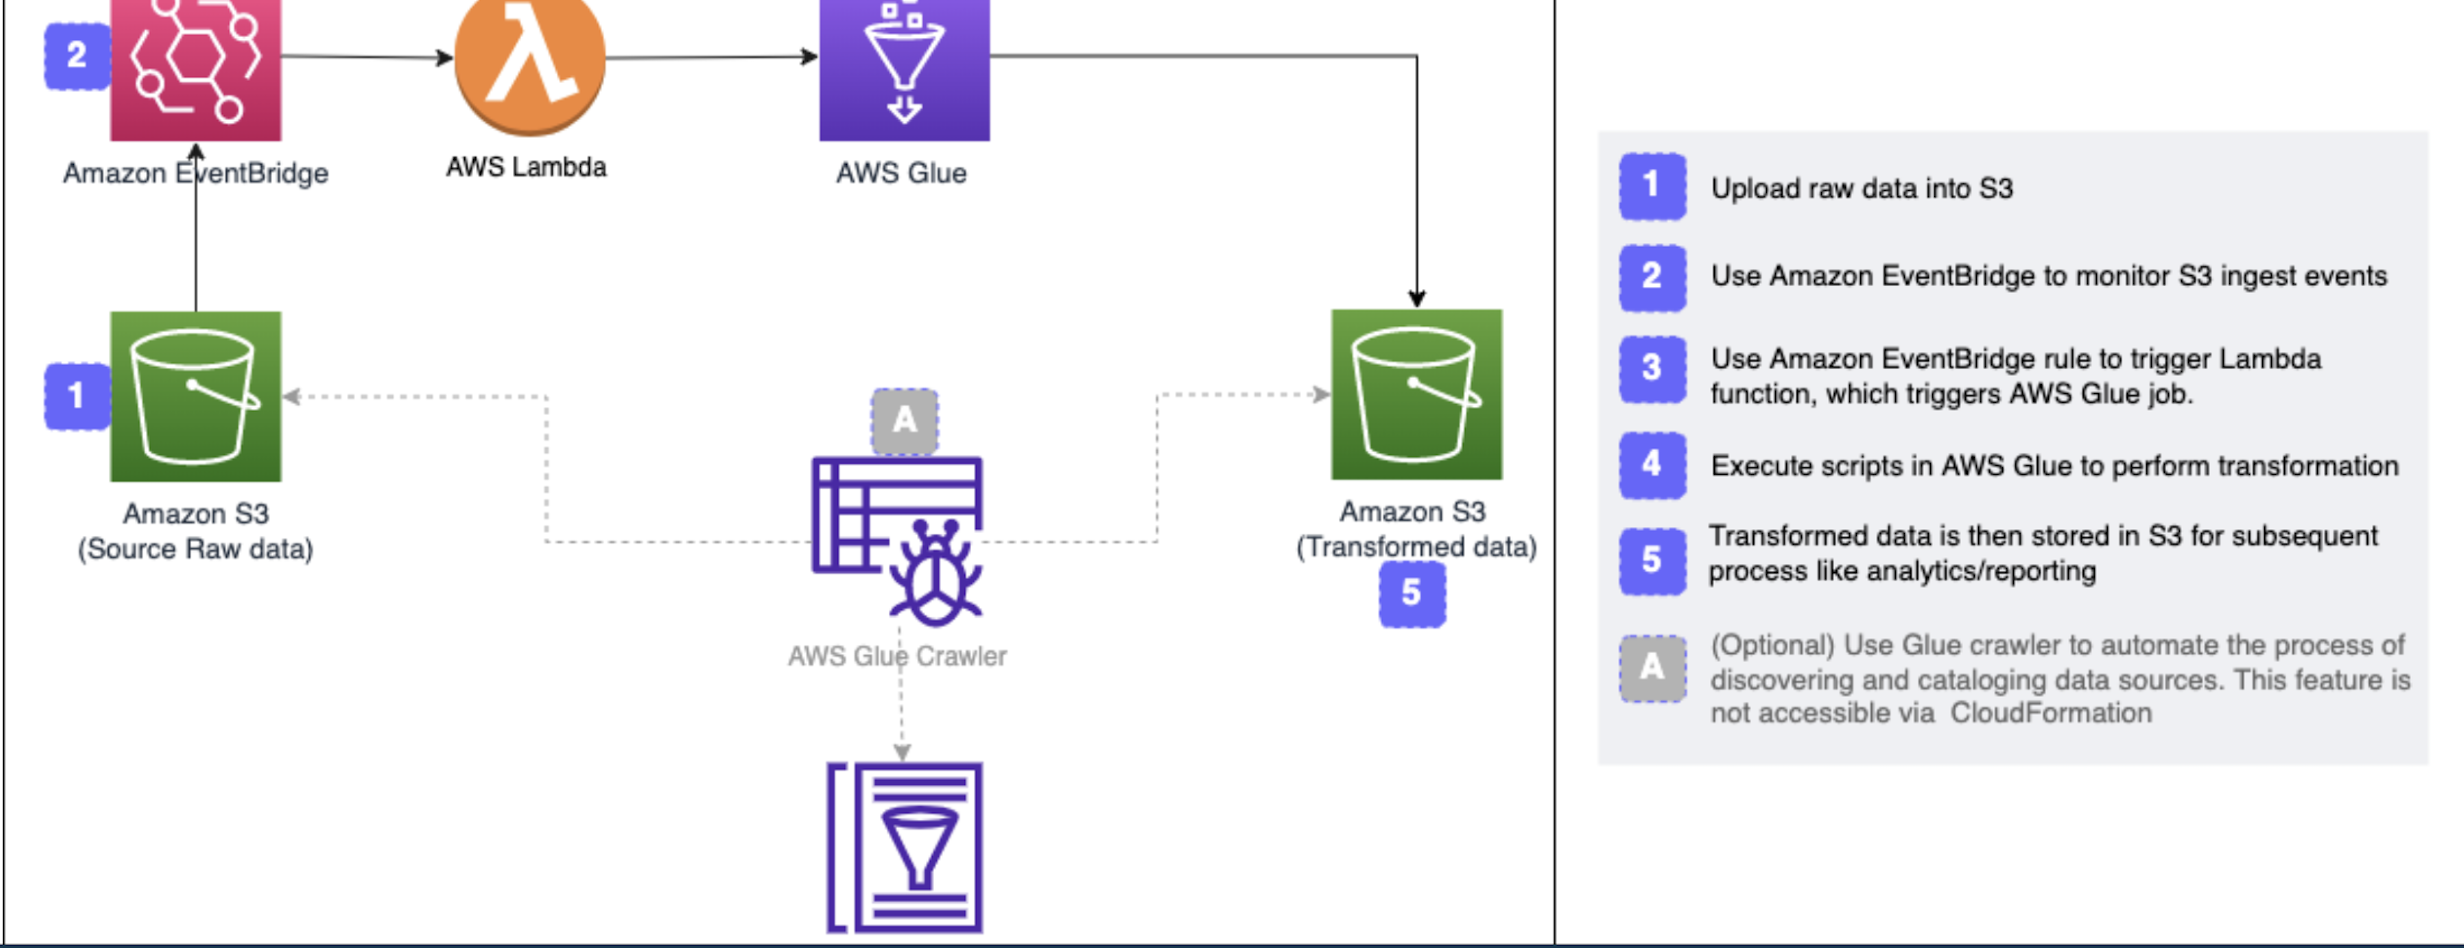 2
Amazon EventBridge
AWS Lambda
AWS Glue
1
Amazon S3
(Source Raw data)
A
AWS Glue Crawler
Amazon S3
(Transformed data)
5
1
Upload raw data into S3
2
Use Amazon EventBridge to monitor S3 ingest events
3
Use Amazon EventBridge rule to trigger Lambda
function, which triggers AWS Glue job.
4
Execute scripts in AWS Glue to perform transformation
5
Transformed data is then stored in S3 for subsequent
process like analytics/reporting
A
(Optional) Use Glue crawler to automate the process of
discovering and cataloging data sources. This feature is
not accessible via  CloudFormation